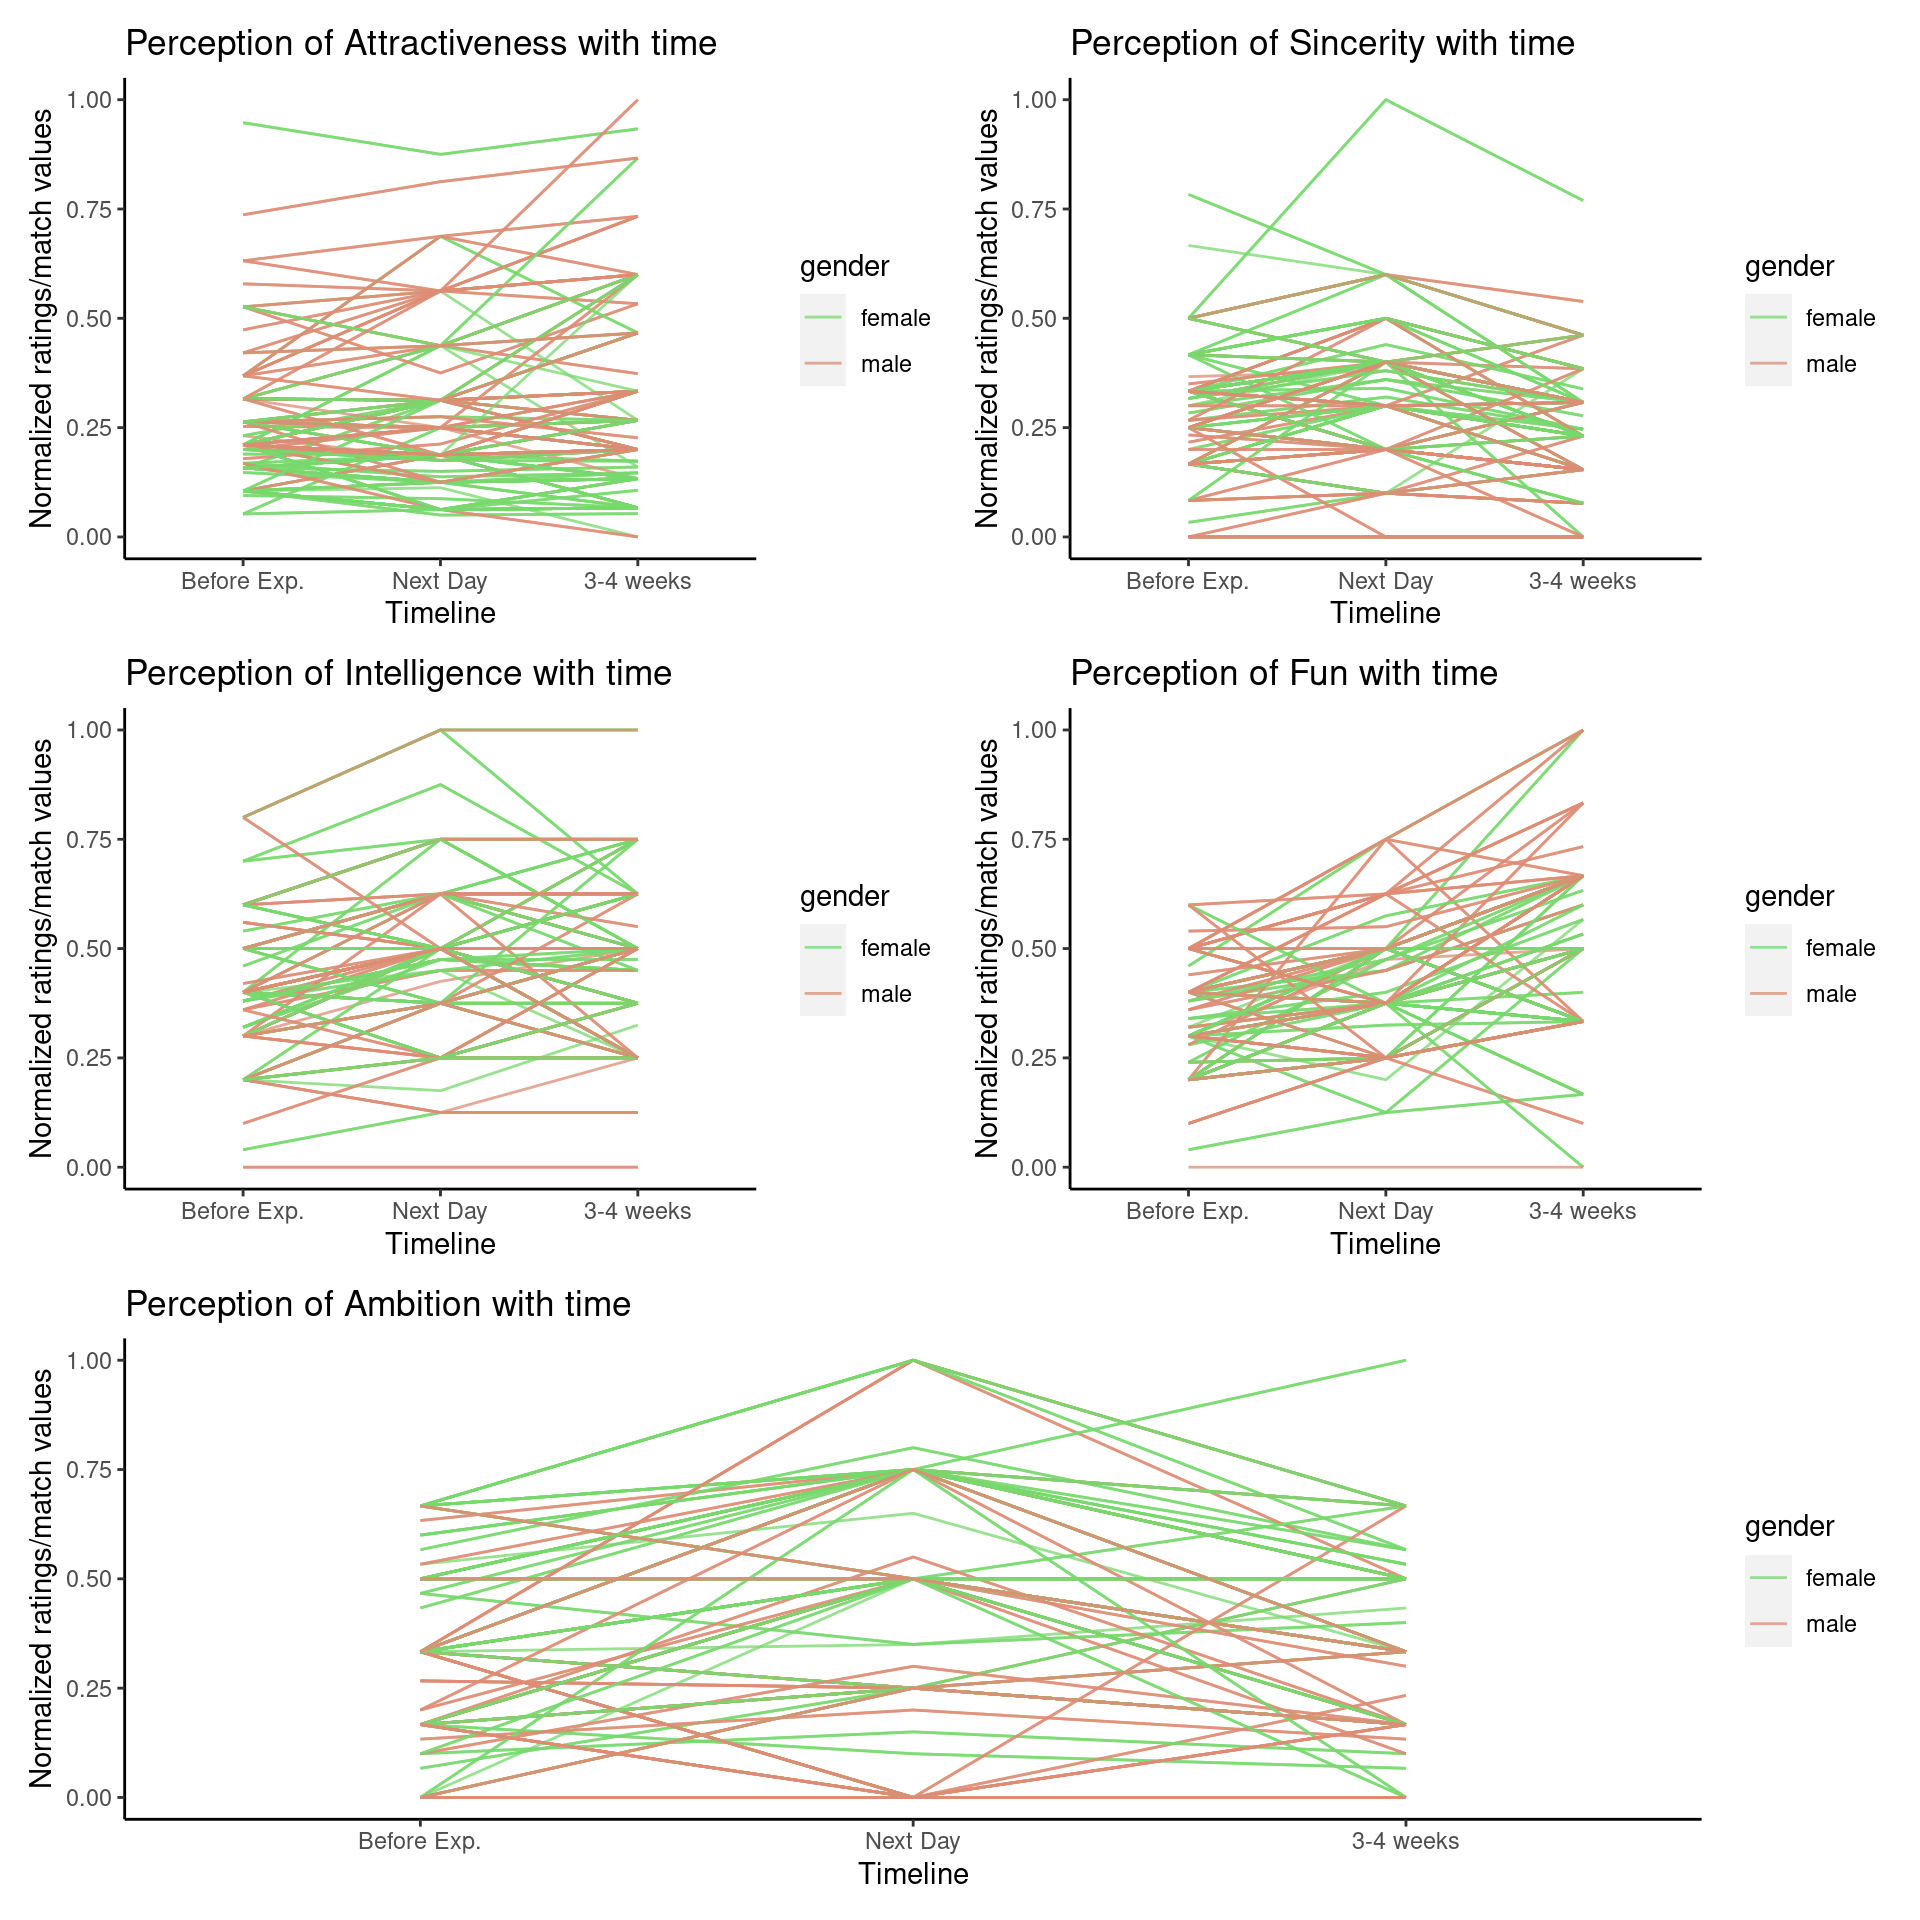 Perception of Attractiveness with time
Normalized ratings/match values
1.00
0.75
0.50
0.25
0.00
Before Exp. Next Day 3-4 weeks
Timeline
gender
female
male
Perception of Sincerity with time
Normalized ratings/match values
1.00
0.75
0.50
0.25
0.00
Before Exp. Next Day 3-4 weeks
Timeline
gender
female
male
Perception of Intelligence with time
Normalized ratings/match values
1.00
0.75
0.50
0.25
0.00
Before Exp. Next Day 3-4 weeks
Timeline
gender
female
male
Perception of Fun with time
Normalized ratings/match values
1.00
0.75
0.50
0.25
0.00
Before Exp. Next Day 3-4 weeks
Timeline
gender
female
male
Perception of Ambition with time
Normalized ratings/match values
1.00
0.75
0.50
0.25
0.00
Before Exp. Next Day 3-4 weeks
Timeline
gender
female
male